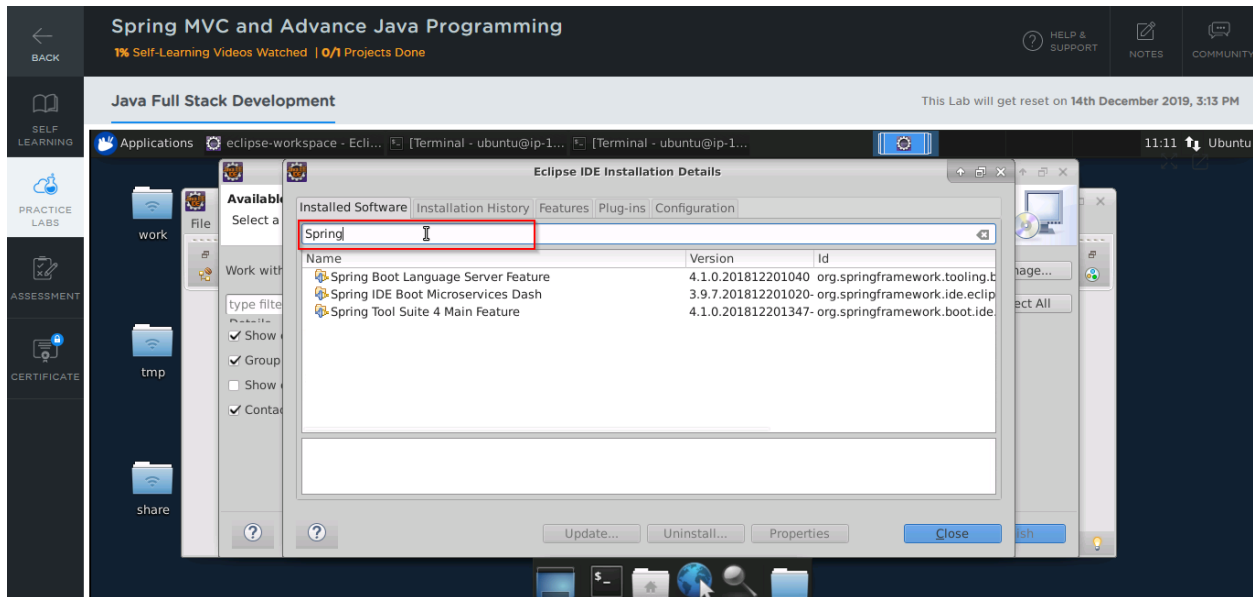 Spring MVC and Advance Java Programming
1% Self-Learning Videos Watched | 0/1 Projects Done
BACK
HELP &
SUPPORT
NOTES
COMMUNITY
Java Full Stack Development
This Lab will get reset on 14th December 2019, 3:13 PM
SELF
LEARNING
PRACTICE
LABS
ASSESSMENT
CERTIFICATE
Applications eclipse-workspace - Ecli... [Terminal - ubuntu@ip-1... [Terminal - ubuntu@ip-1... 11:11 Ubuntu
work
tmp
share
File
Select a
Work with
type filte
Show
Group
Show
Contac
Eclipse IDE Installation Details
Installed Software Installation History Features Plug-ins Configuration
Spring
Name Version Id
Spring Boot Language Server Feature 4.1.0.201812201040 org.springframework.tooling.b
Spring IDE Boot Microservices Dash 3.9.7.201812201020- org.springframework.ide.eclip
Spring Tool Suite 4 Main Feature 4.1.0.201812201347- org.springframework.boot.ide.
nage...
ect All
Update... Uninstall... Properties Close